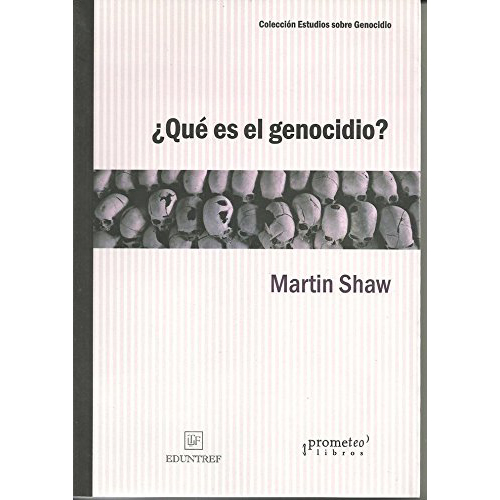 Colección Estudios sobre Genocidio
¿Qué es el genocidio?
Martin Shaw
EDUNTREF
prometeo
libros